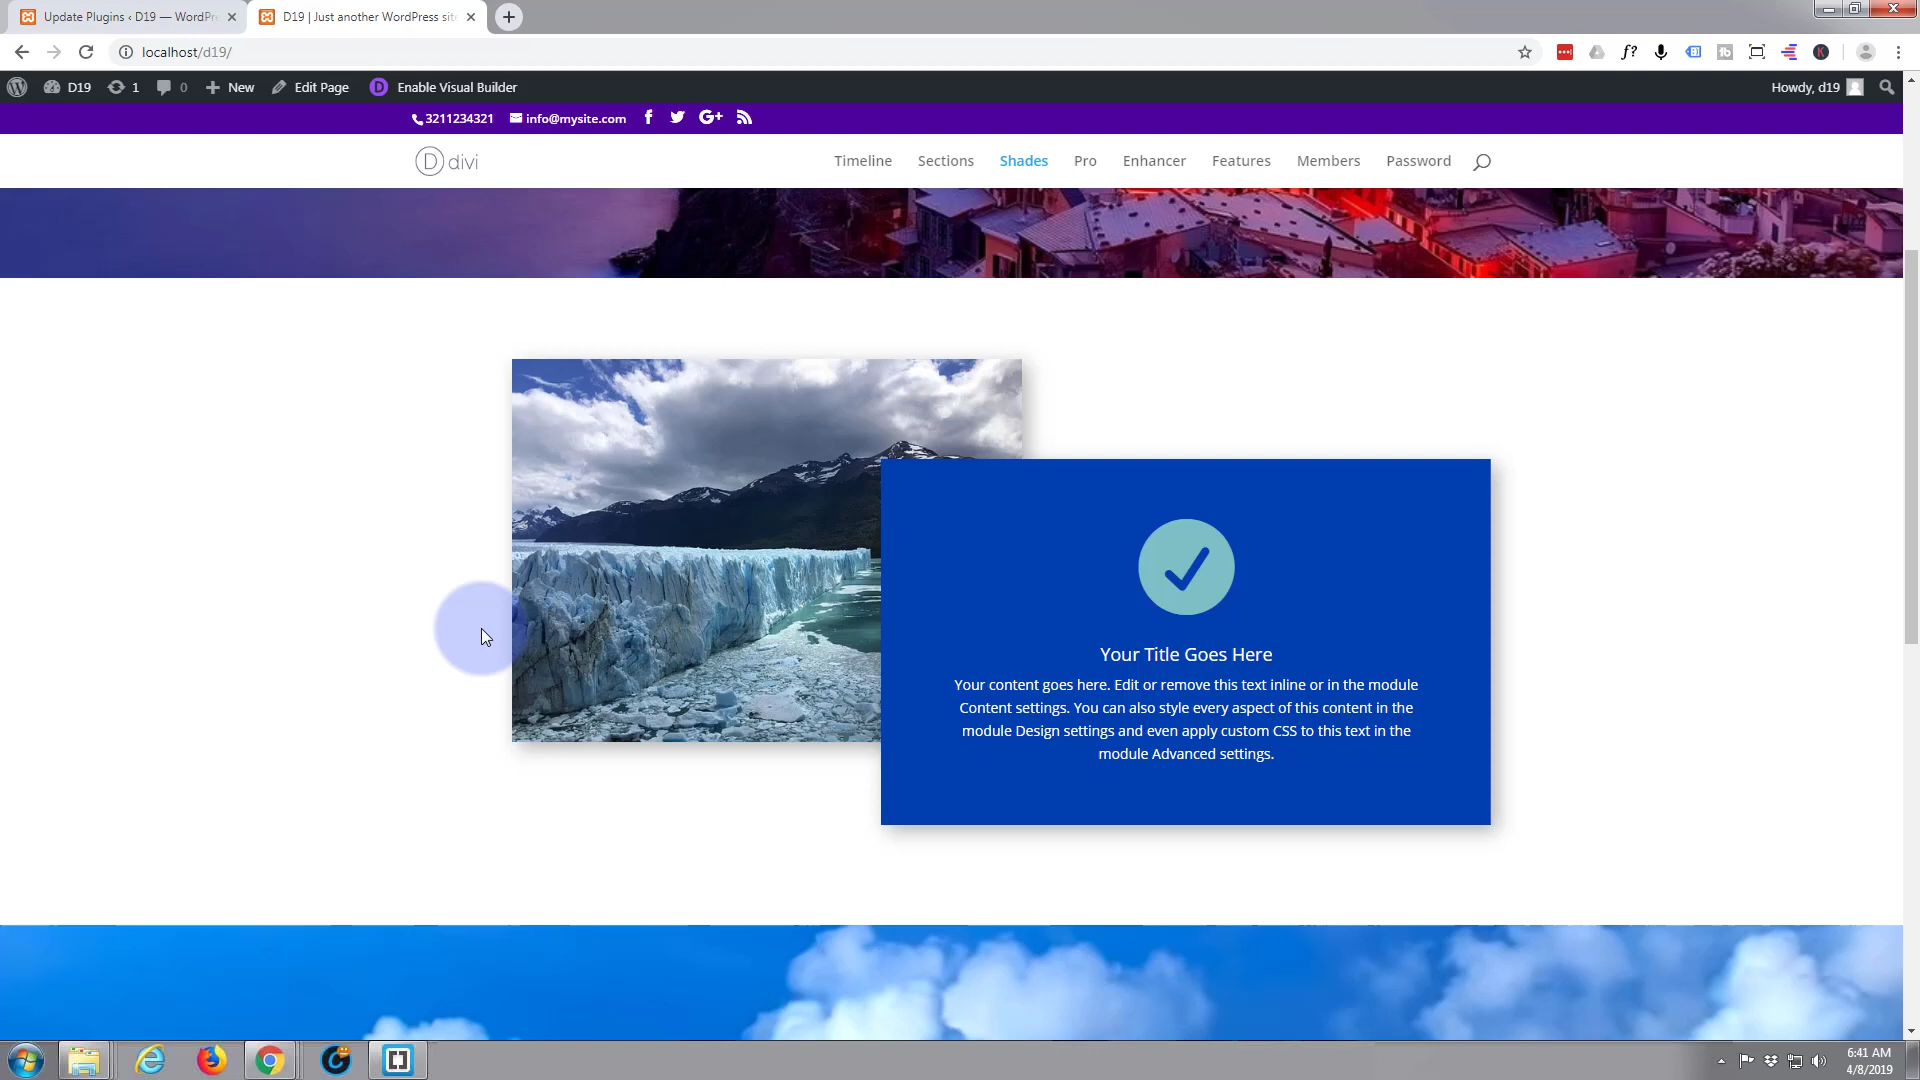 Update Plugins ‹ D19 — WordPre
D19 | Just another WordPress site
localhost/d19/
D19 1 0 New Edit Page Enable Visual Builder Howdy, d19
3211234321 info@mysite.com
divi Timeline Sections Shades Pro Enhancer Features Members Password
Your Title Goes Here
Your content goes here. Edit or remove this text inline or in the module
Content settings. You can also style every aspect of this content in the
module Design settings and even apply custom CSS to this text in the
module Advanced settings.
6:41 AM
4/8/2019